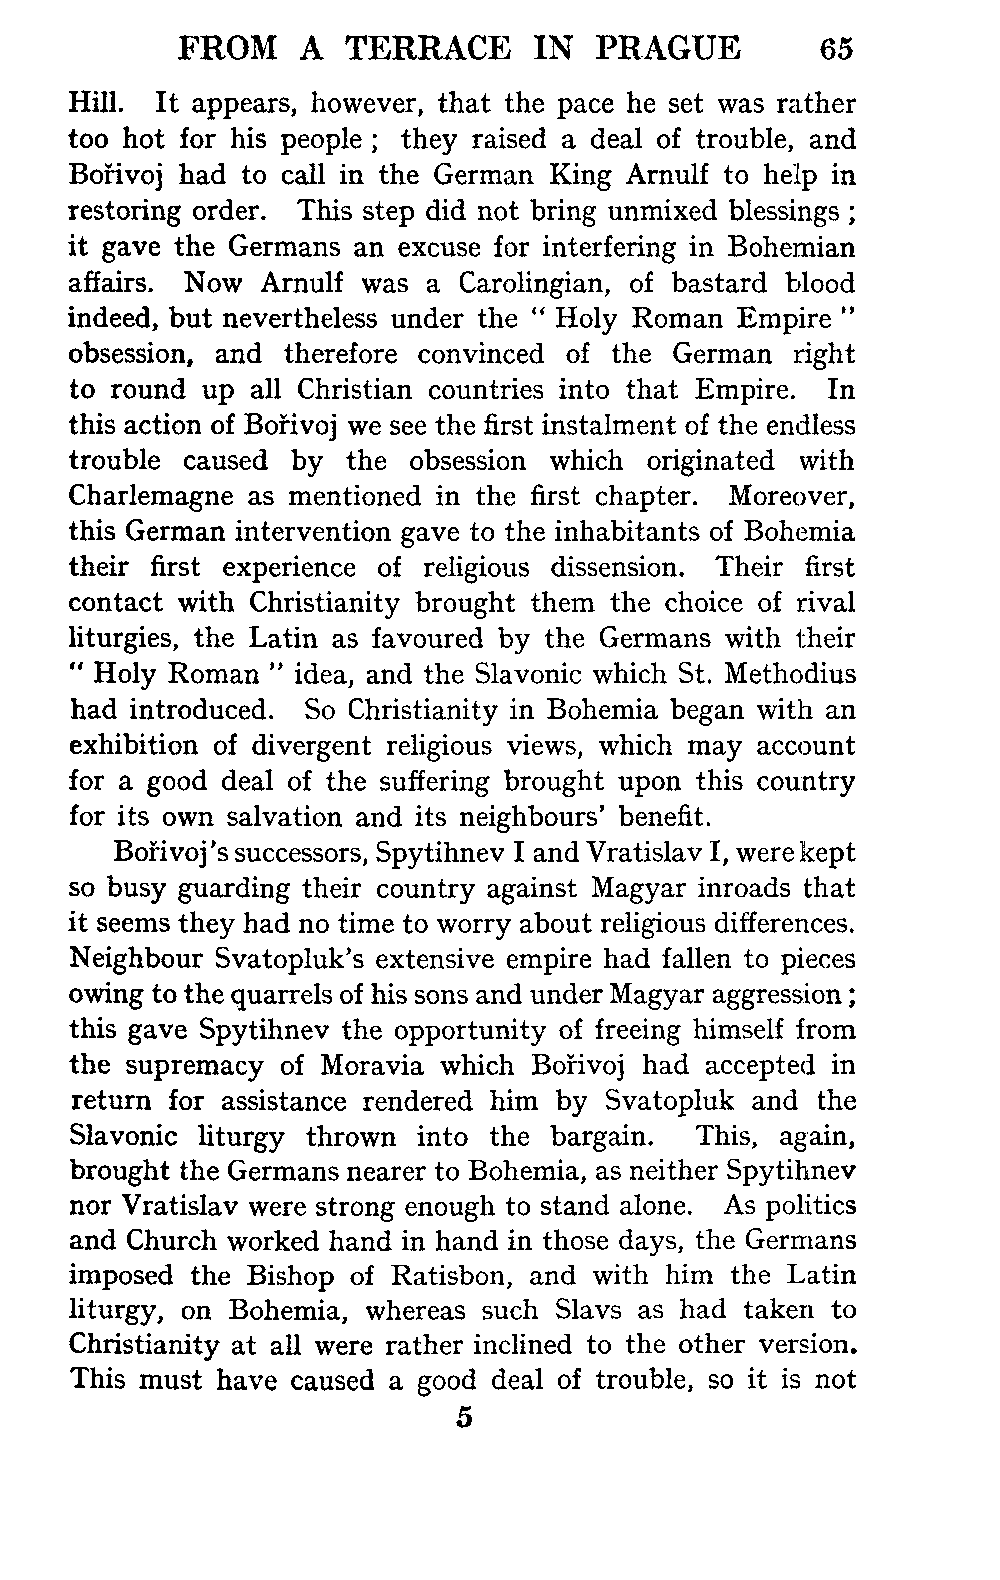 FROM A TERRACE IN PRAGUE 65
Hill. It appears, however, that the pace he set was rather
too hot for his people ; they raised a deal of trouble, and
Bořivoj had to call in the German King Arnulf to help in
restoring order. This step did not bring unmixed blessings ;
it gave the Germans an excuse for interfering in Bohemian
affairs. Now Arnulf was a Carolingian, of bastard blood
indeed, but nevertheless under the " Holy Roman Empire "
obsession, and therefore convinced of the German right
to round up all Christian countries into that Empire. In
this action of Bořivoj we see the first instalment of the endless
trouble caused by the obsession which originated with
Charlemagne as mentioned in the first chapter. Moreover,
this German intervention gave to the inhabitants of Bohemia
their first experience of religious dissension. Their first
contact with Christianity brought them the choice of rival
liturgies, the Latin as favoured by the Germans with their
" Holy Roman " idea, and the Slavonic which St. Methodius
had introduced. So Christianity in Bohemia began with an
exhibition of divergent religious views, which may account
for a good deal of the suffering brought upon this country
for its own salvation and its neighbours' benefit.
Bořivoj's successors, Spytihnev I and Vratislav I, were kept
so busy guarding their country against Magyar inroads that
it seems they had no time to worry about religious differences.
Neighbour Svatopluk's extensive empire had fallen to pieces
owing to the quarrels of his sons and under Magyar aggression ;
this gave Spytihnev the opportunity of freeing himself from
the supremacy of Moravia which Bořivoj had accepted in
return for assistance rendered him by Svatopluk and the
Slavonic liturgy thrown into the bargain. This, again,
brought the Germans nearer to Bohemia, as neither Spytihnev
nor Vratislav were strong enough to stand alone. As politics
and Church worked hand in hand in those days, the Germans
imposed the Bishop of Ratisbon, and with him the Latin
liturgy, on Bohemia, whereas such Slavs as had taken to
Christianity at all were rather inclined to the other version.
This must have caused a good deal of trouble, so it is not
5